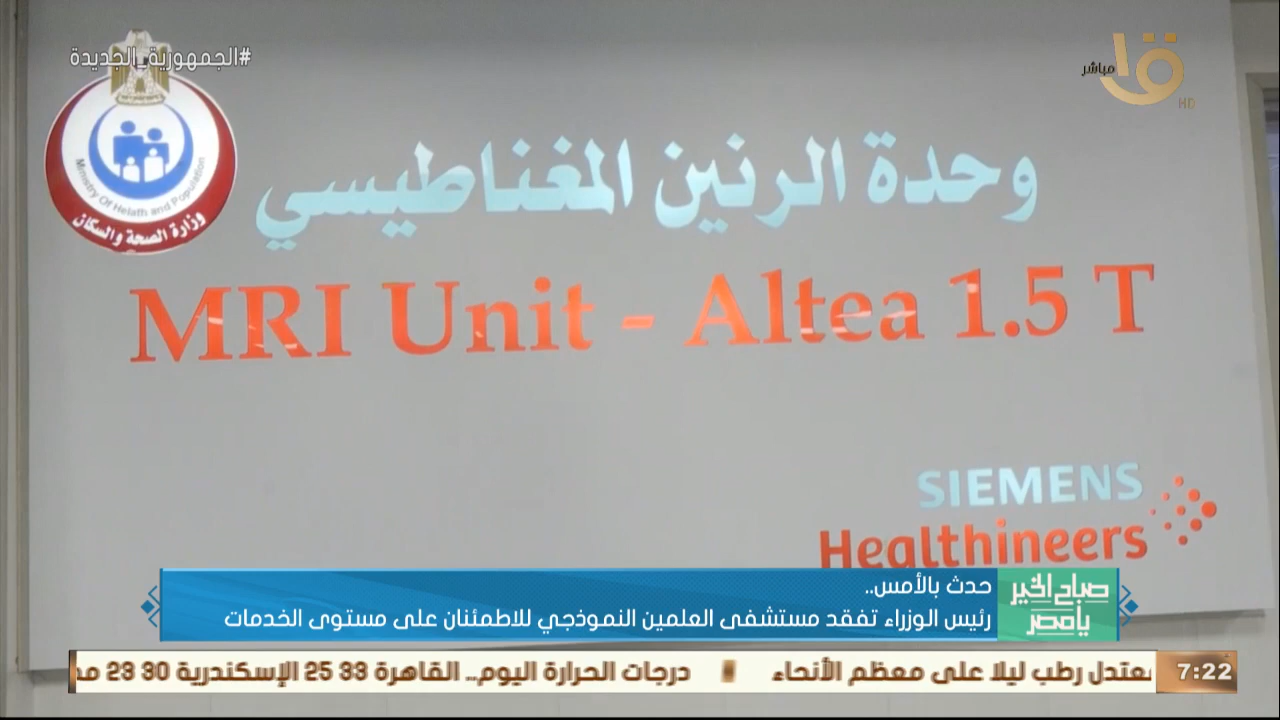 #الجمهورية_الجديدة
مباشر
HD
Ministry Of Helath and Population
وزارة الصحة والسكان
وحدة الرنين المغناطيسي
MRI Unit - Altea 1.5 T
SIEMENS
Healthineers
صباح الخير
يا مصر
حدث بالأمس..
رئيس الوزراء تفقد مستشفى العلمين النموذجي للاطمئنان على مستوى الخدمات
معتدل رطب ليلا على معظم الأنحاء درجات الحرارة اليوم.. القاهرة 33 25 الإسكندرية 30 23
7:22